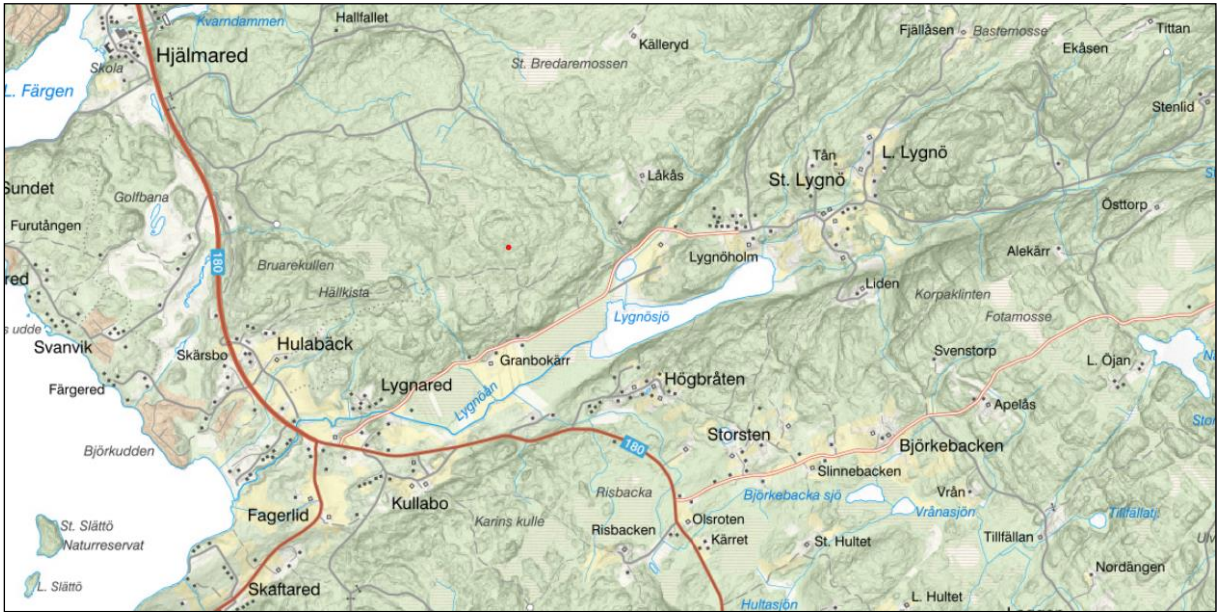 Kvarndammen
Hallfallet
Källeryd
Fjällåsen
Bastemosse
Tittan
Ekåsen
Hjälmared
Skola
St. Bredaremossen
L. Färgen
Stenlid
Tån
L. Lygnö
Låkås
St. Lygnö
Sundet
Golfbana
Östtorp
Furutången
180
Bruarekullen
Lygnöholm
Alekärr
red
Hällkista
Liden
Korpaklinten
Lygnösjö
Fotamosse
s udde
Svanvik
Skärsbo
Hulabäck
Granbokärr
Svenstorp
L. Öjan
Färgered
Lygnared
Högbråten
Lygnöån
Apelås
Björkudden
180
Storsten
Björkebacken
Slinnebacken
Kullabo
Risbacka
Björkebacka sjö
Vrån
Vrånasjön
Fagerlid
Karins kulle
Olsroten
Tillfällatj
St. Slättö
Naturreservat
Risbacken
Kärret
St. Hultet
Tillfällan
Nordängen
L. Slättö
Skaftared
Hultasjön
L. Hultet